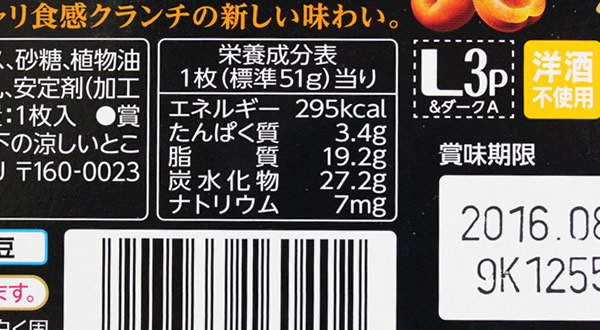 ャリ食感クランチの新しい味わい。
、砂糖、植物油
、安定剤(加工
:1枚入 ●賞
下の涼しいとこ
〒160-0023
栄養成分表
1枚(標準51g)当り
エネルギー 295kcal
たんぱく質 3.4g
脂質 19.2g
炭水化物 27.2g
ナトリウム 7mg
L3P
&ダークA
洋酒
不使用
賞味期限
2016.08
9K1255
豆
ます。